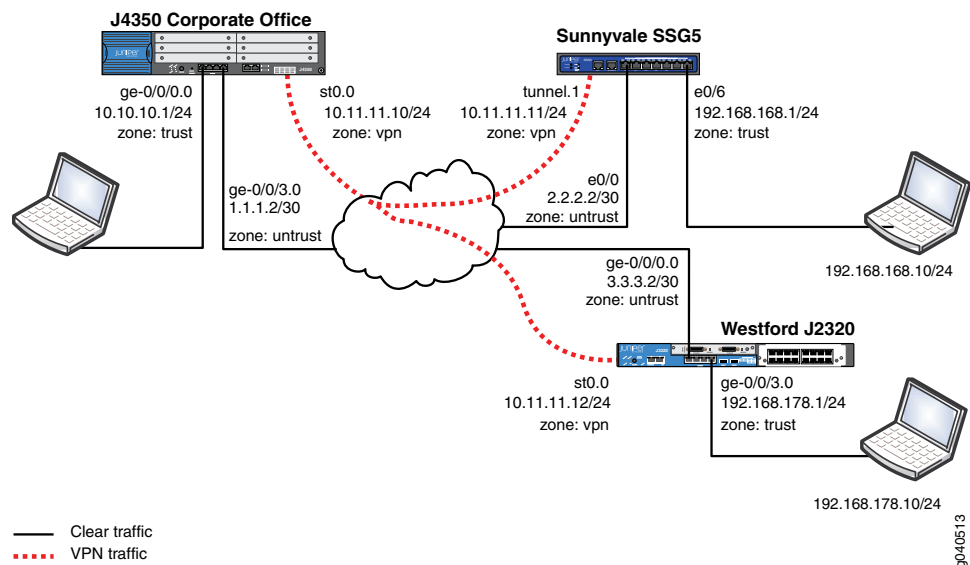 J4350 Corporate Office
JUNIPER
J4350
ge-0/0/0.0
10.10.10.1/24
zone: trust
st0.0
10.11.11.10/24
zone: vpn
ge-0/0/3.0
1.1.1.2/30
zone: untrust
Sunnyvale SSG5
tunnel.1
10.11.11.11/24
zone: vpn
e0/6
192.168.168.1/24
zone: trust
e0/0
2.2.2.2/30
zone: untrust
192.168.168.10/24
ge-0/0/0.0
3.3.3.2/30
zone: untrust
Westford J2320
st0.0
10.11.11.12/24
zone: vpn
ge-0/0/3.0
192.168.178.1/24
zone: trust
192.168.178.10/24
Clear traffic
VPN traffic
g040513